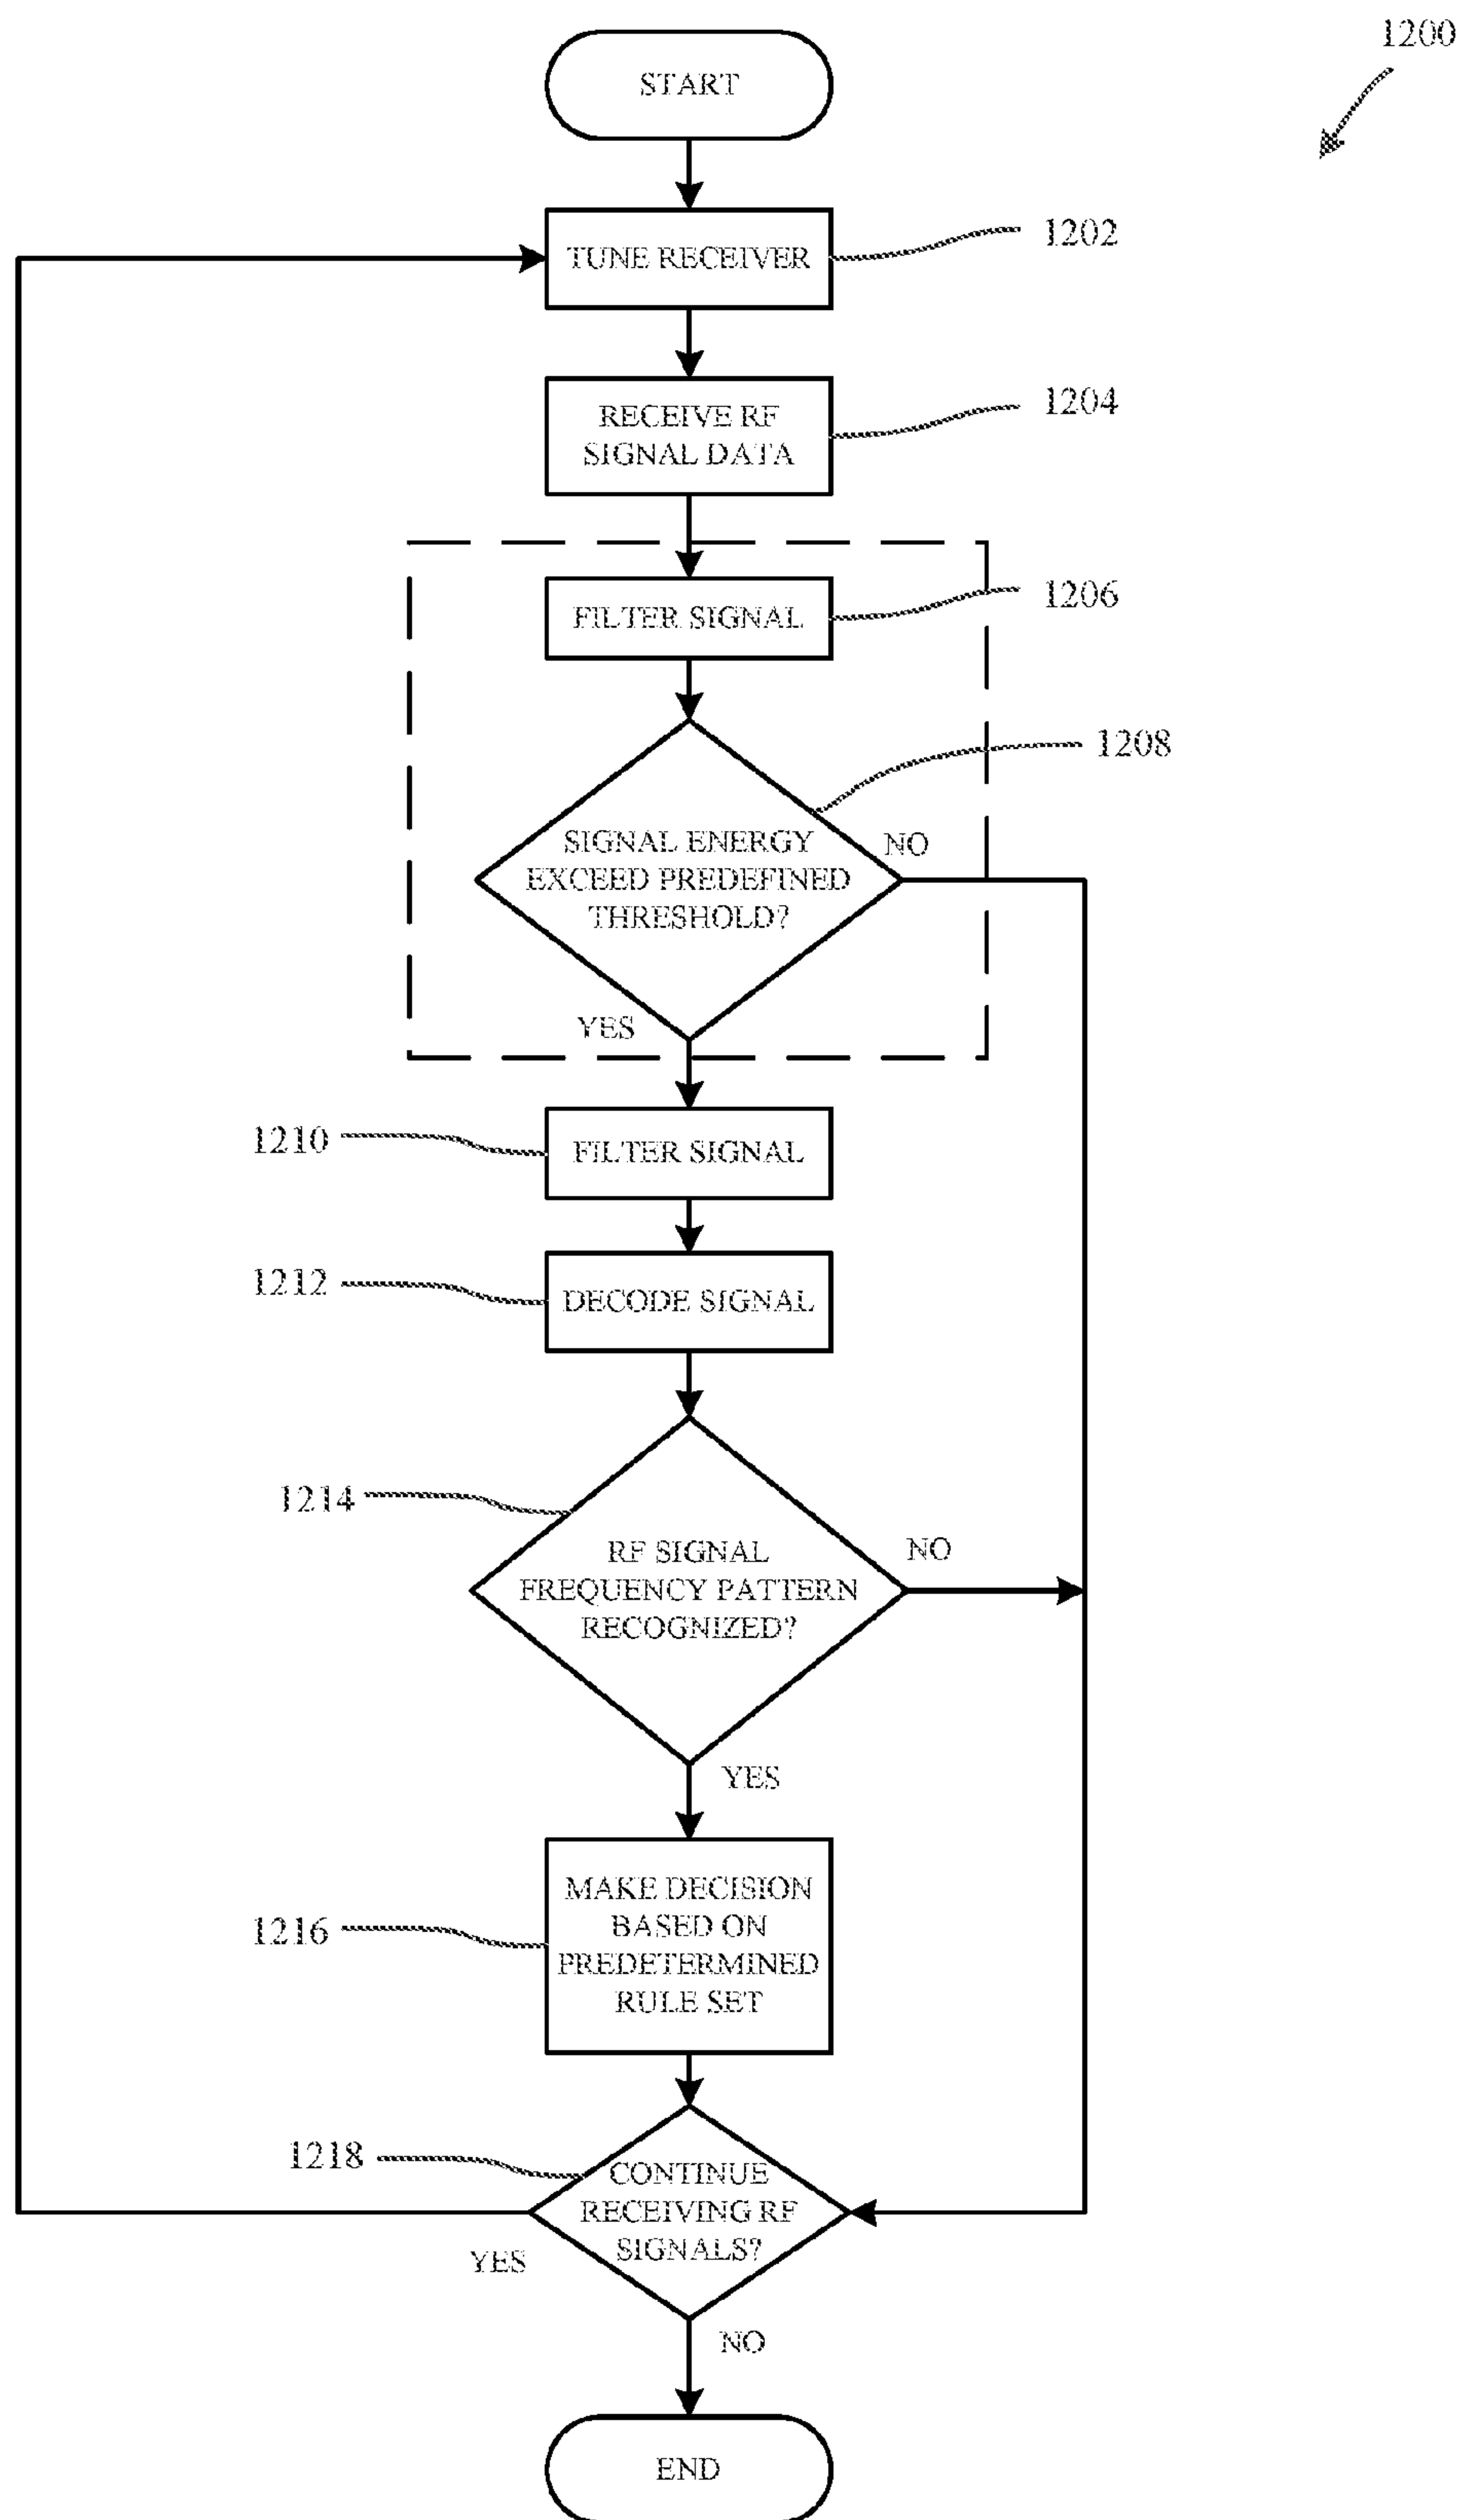 1200
START
TUNE RECEIVER
1202
RECEIVE RF
SIGNAL DATA
1204
FILTER SIGNAL
1206
1208
SIGNAL ENERGY
EXCEED PREDEFINED
THRESHOLD?
NO
YES
1210
FILTER SIGNAL
1212
DECODE SIGNAL
1214
RF SIGNAL
FREQUENCY PATTERN
RECOGNIZED?
NO
YES
1216
MAKE DECISION
BASED ON
PREDETERMINED
RULE SET
1218
CONTINUE
RECEIVING RF
SIGNALS?
YES
NO
END